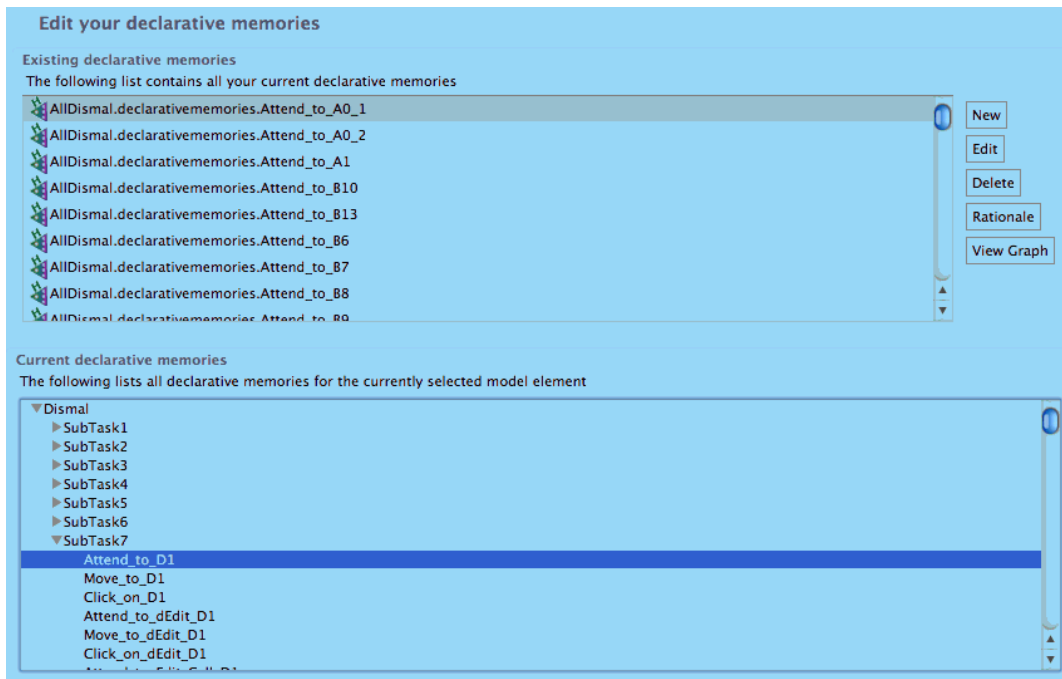 Edit your declarative memories
Existing declarative memories
The following list contains all your current declarative memories
AllDismal.declarativememories.Attend_to_A0_1
AllDismal.declarativememories.Attend_to_A0_2
AllDismal.declarativememories.Attend_to_A1
AllDismal.declarativememories.Attend_to_B10
AllDismal.declarativememories.Attend_to_B13
AllDismal.declarativememories.Attend_to_B6
AllDismal.declarativememories.Attend_to_B7
AllDismal.declarativememories.Attend_to_B8
AllDismal.declarativememories.Attend_to_B9
New
Edit
Delete
Rationale
View Graph
Current declarative memories
The following lists all declarative memories for the currently selected model element
Dismal
SubTask1
SubTask2
SubTask3
SubTask4
SubTask5
SubTask6
SubTask7
Attend_to_D1
Move_to_D1
Click_on_D1
Attend_to_dEdit_D1
Move_to_dEdit_D1
Click_on_dEdit_D1